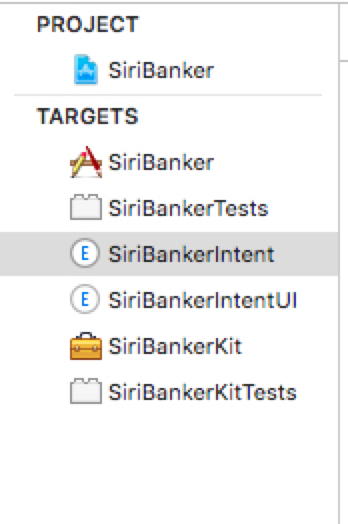 PROJECT
SiriBanker
TARGETS
SiriBanker
SiriBankerTests
E SiriBankerIntent
E SiriBankerIntentUI
SiriBankerKit
SiriBankerKitTests